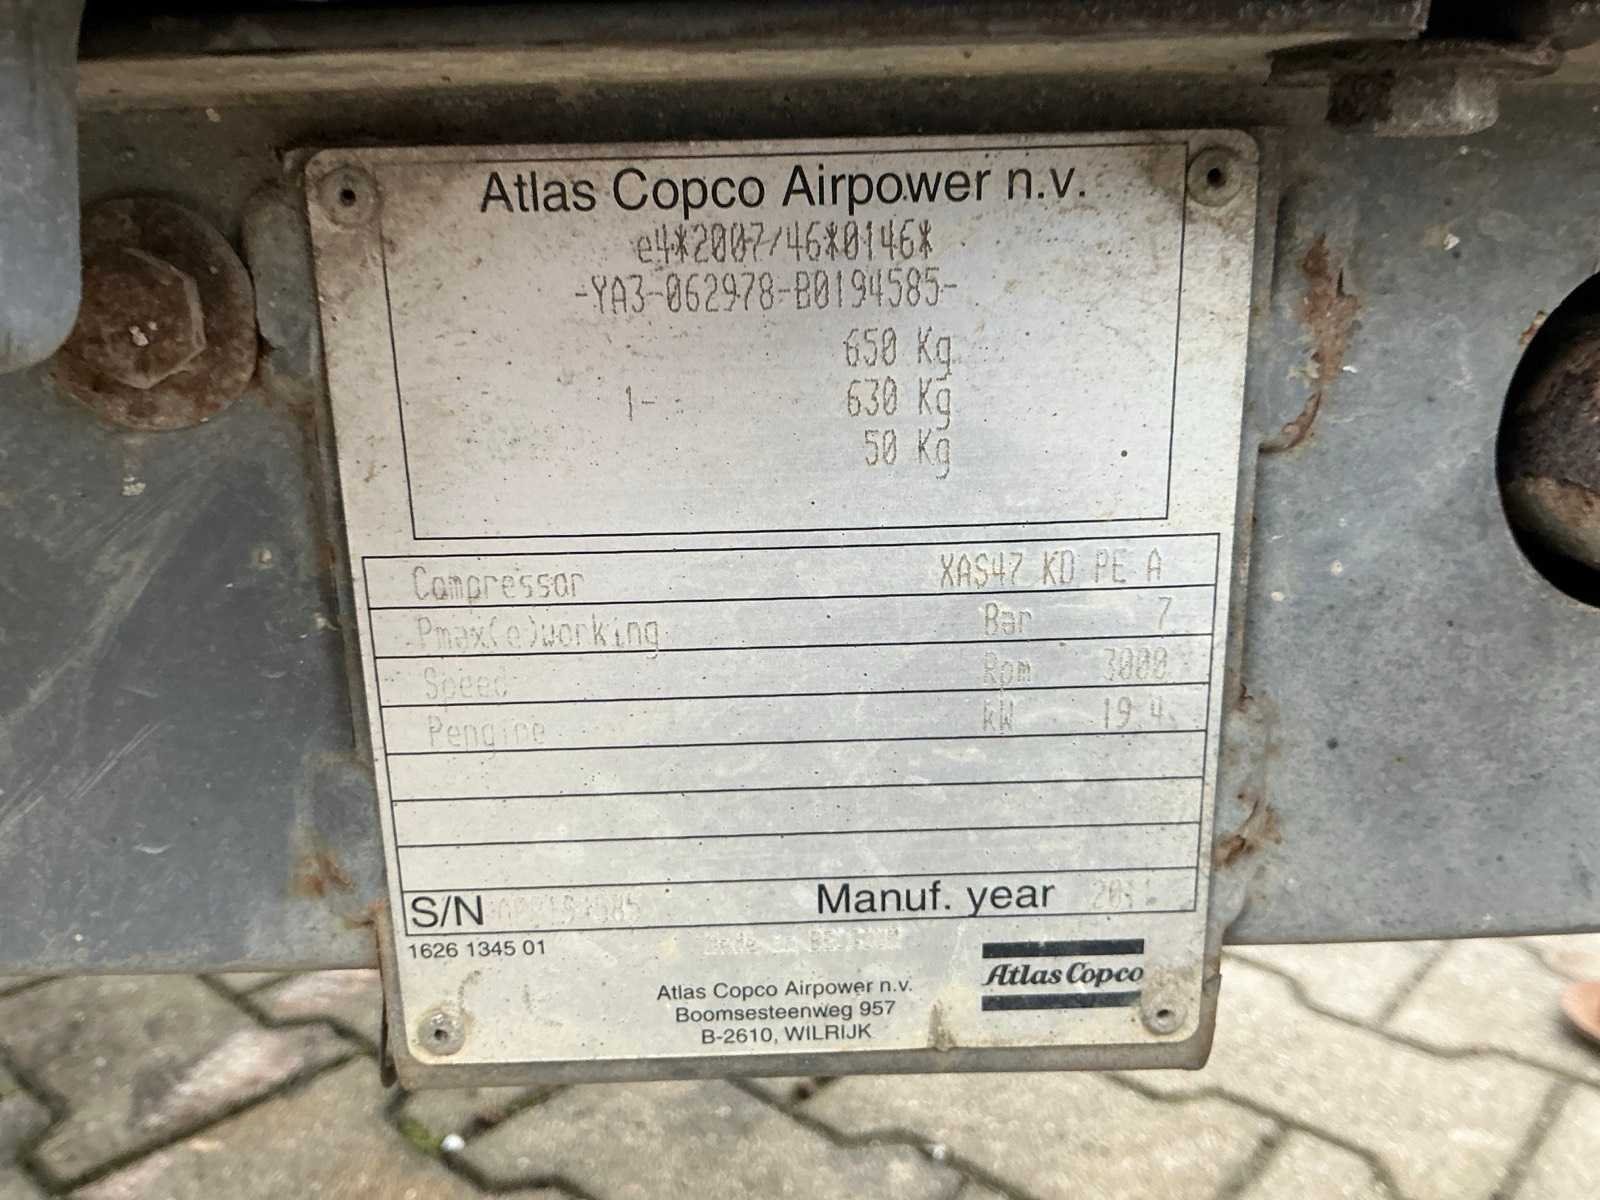 Atlas Copco Airpower n.v.
e4*2007/46*0146*
-YA3-062978-B0194585-
650 Kg
1- 630 Kg
50 Kg
Compressor XAS47 KD PE A
Pmax(e)working Bar 7
Speed Rpm 3000
Pengine kW 19.4
S/N Manuf. year
1626 1345 01
Atlas Copco Airpower n.v.
Boomsesteenweg 957
B-2610, WILRIJK
Atlas Copco